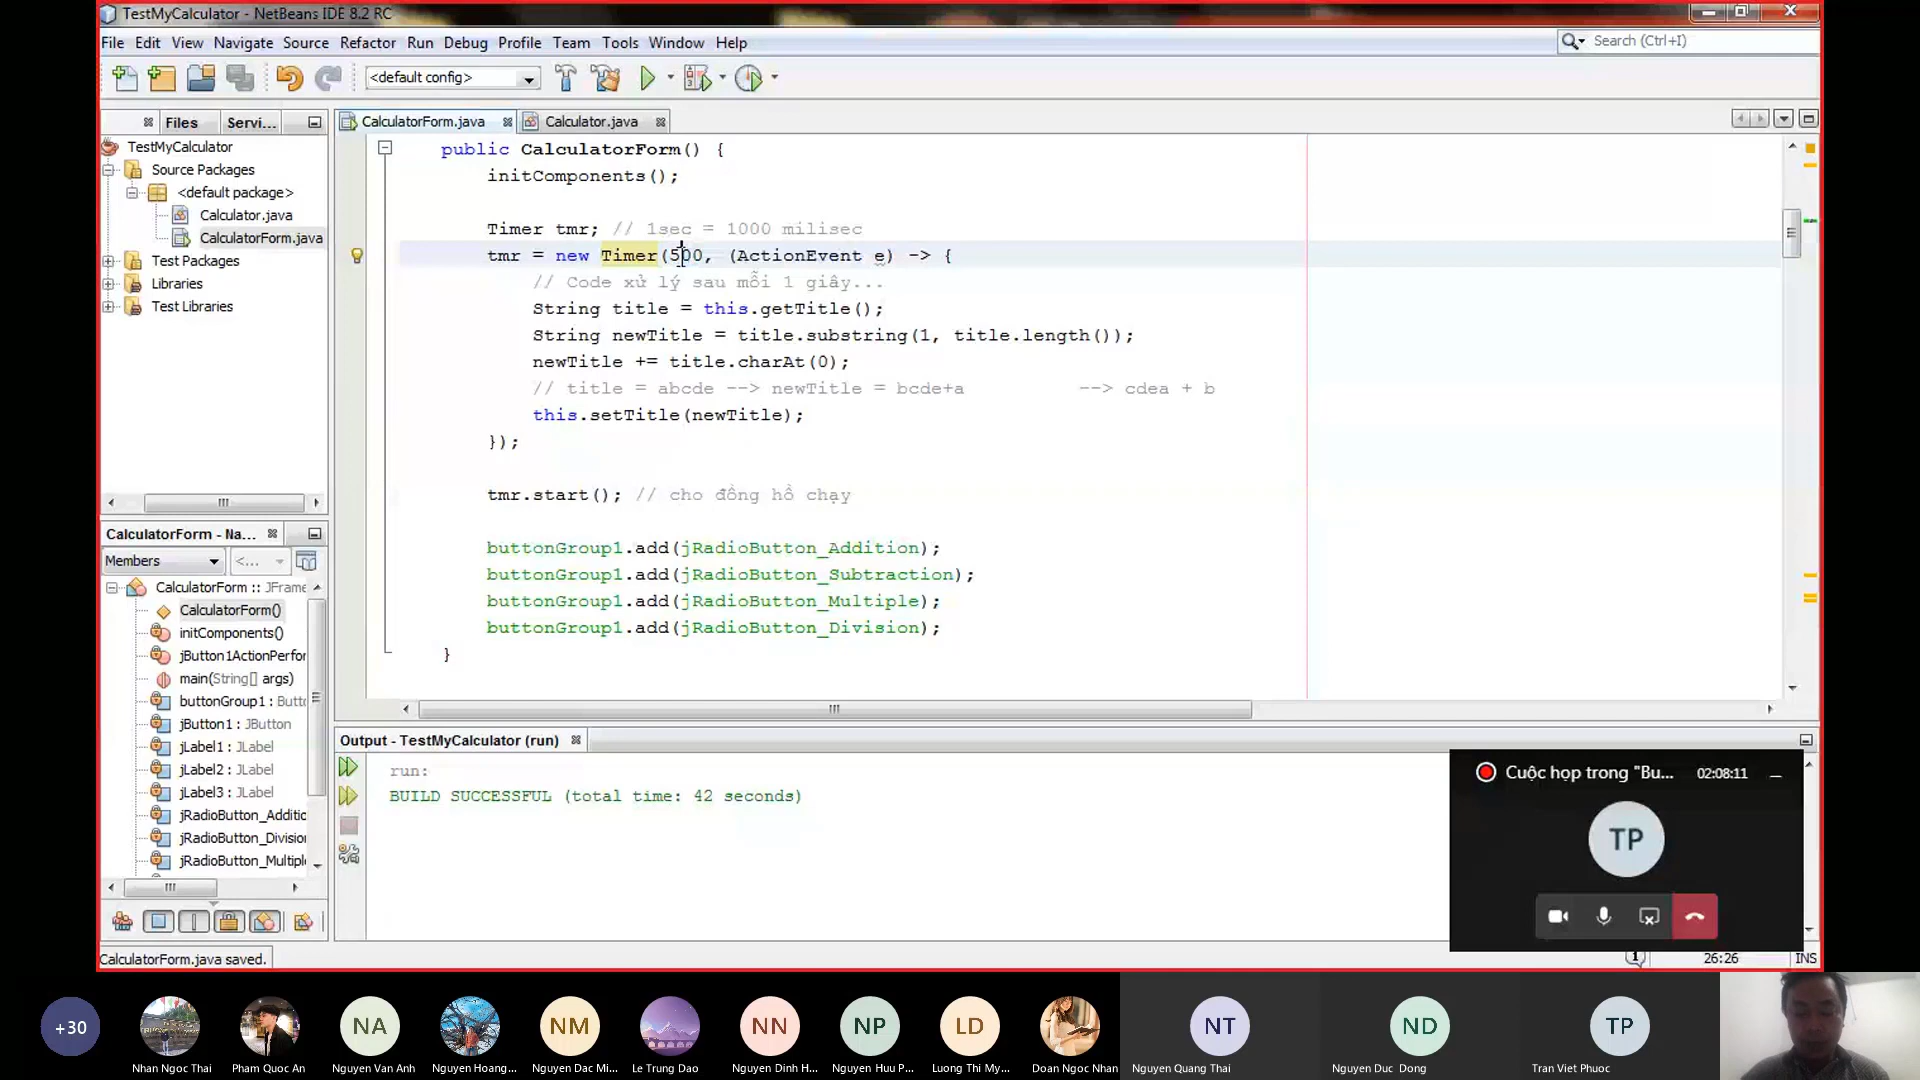 TestMyCalculator - NetBeans IDE 8.2 RC
File Edit View Navigate Source Refactor Run Debug Profile Team Tools Window Help
Search (Ctrl+I)
<default config>
Files Servi...
CalculatorForm.java Calculator.java
TestMyCalculator
Source Packages
<default package>
Calculator.java
CalculatorForm.java
Test Packages
Libraries
Test Libraries
public CalculatorForm() {
initComponents();
Timer tmr; // 1sec = 1000 milisec
tmr = new Timer(500, (ActionEvent e) -> {
// Code xử lý sau mỗi 1 giây...
String title = this.getTitle();
String newTitle = title.substring(1, title.length());
newTitle += title.charAt(0);
// title = abcde --> newTitle = bcde+a --> cdea + b
this.setTitle(newTitle);
});
tmr.start(); // cho đồng hồ chạy
buttonGroup1.add(jRadioButton_Addition);
buttonGroup1.add(jRadioButton_Subtraction);
buttonGroup1.add(jRadioButton_Multiple);
buttonGroup1.add(jRadioButton_Division);
}
CalculatorForm - Na...
Members <...
CalculatorForm :: JFrame
CalculatorForm()
initComponents()
jButton1ActionPerfor
main(String[] args)
buttonGroup1 : Butto
jButton1 : JButton
jLabel1 : JLabel
jLabel2 : JLabel
jLabel3 : JLabel
jRadioButton_Additio
jRadioButton_Division
jRadioButton_Multiple
Output - TestMyCalculator (run)
run:
BUILD SUCCESSFUL (total time: 42 seconds)
Cuộc họp trong "Bu... 02:08:11
TP
CalculatorForm.java saved.
1 26:26 INS
+30 NA NM NN NP LD NT ND TP
Nhan Ngoc Thai Pham Quoc An Nguyen Van Anh Nguyen Hoang... Nguyen Dac Mi... Le Trung Dao Nguyen Dinh H... Nguyen Huu P... Luong Thi My... Doan Ngoc Nhan Nguyen Quang Thai Nguyen Duc Dong Tran Viet Phuoc